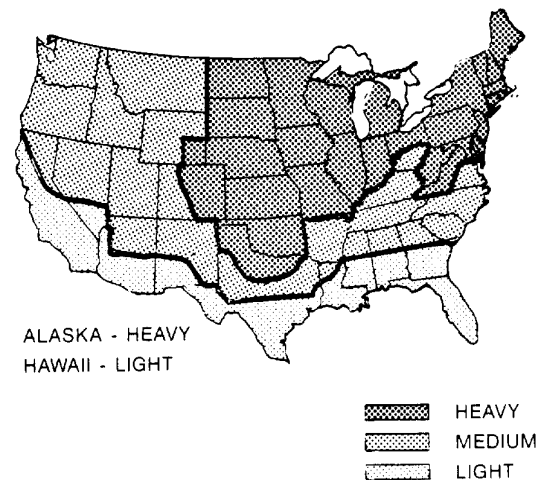 ALASKA - HEAVY
HAWAII - LIGHT
HEAVY
MEDIUM
LIGHT